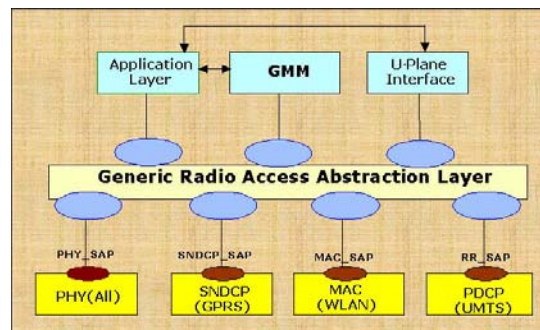 Application
Layer
GMM
U-Plane
Interface
Generic Radio Access Abstraction Layer
PHY_SAP
SNDCP_SAP
MAC_SAP
RR_SAP
PHY(All)
SNDCP
(GPRS)
MAC
(WLAN)
PDCP
(UMTS)